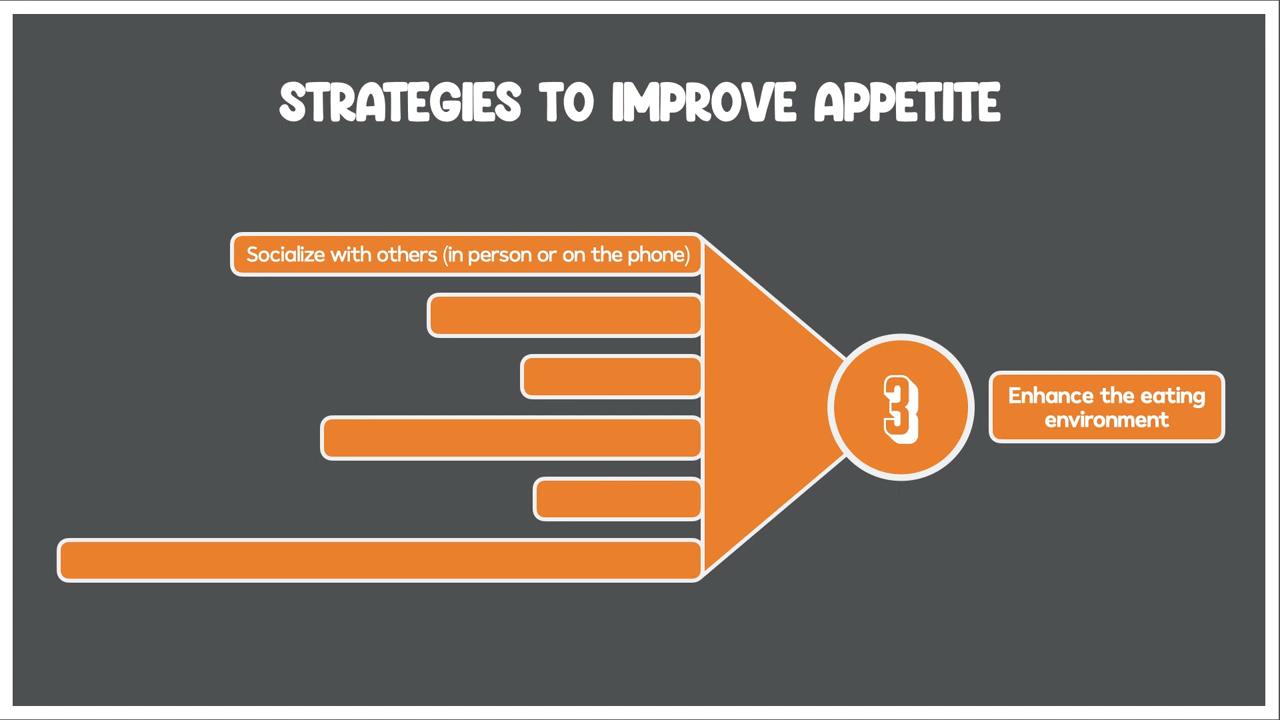 STRATEGIES TO IMPROVE APPETITE
Socialize with others (in person or on the phone)
3
Enhance the eating
environment